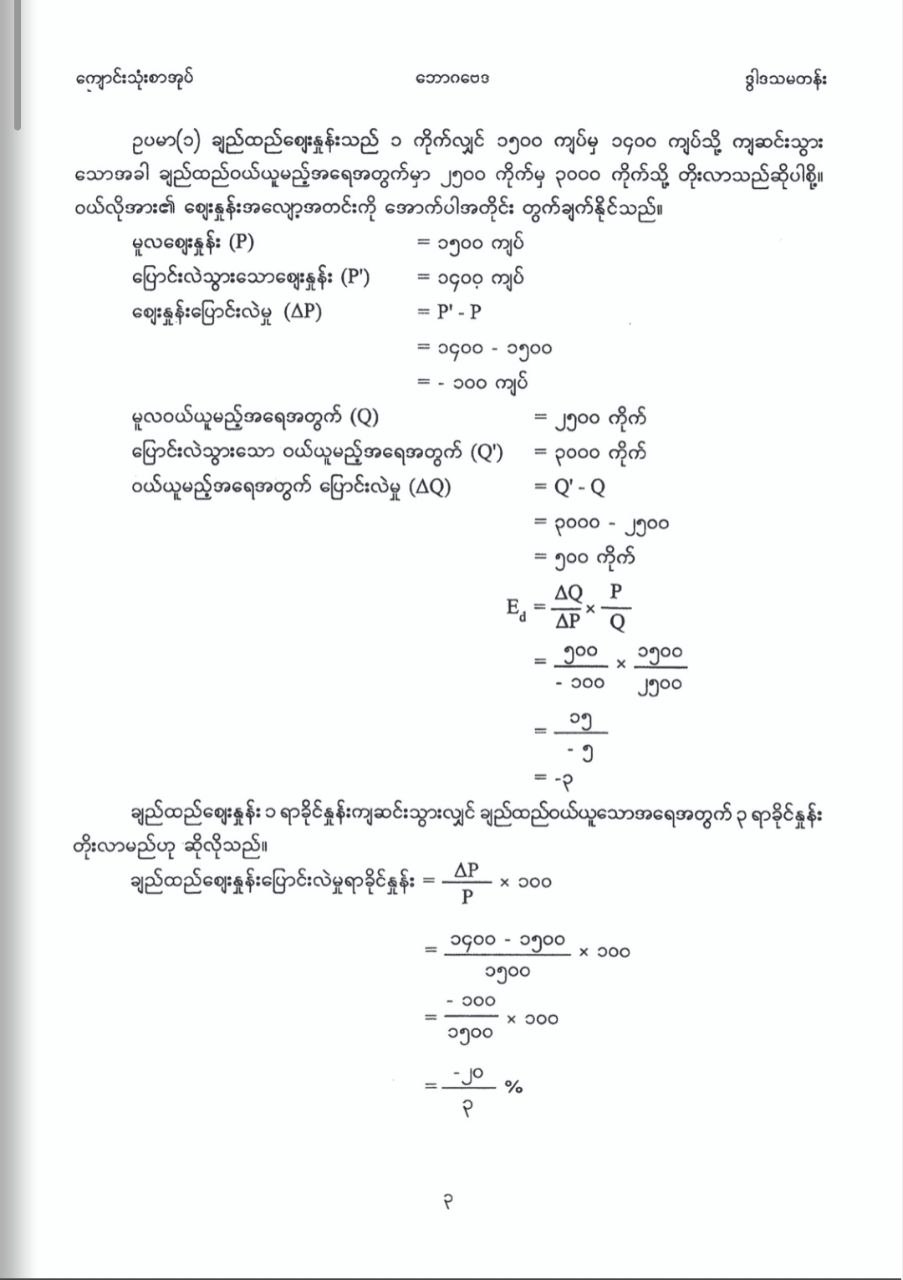 ကျောင်းသုံးစာအုပ် ဘောဂဗေဒ ဒွါဒသမတန်း
ဥပမာ(၁) ချည်ထည်ဈေးနှုန်းသည် ၁ ကိုက်လျှင် ၁၅၀၀ ကျပ်မှ ၁၄၀၀ ကျပ်သို့ ကျဆင်းသွား
သောအခါ ချည်ထည်ဝယ်ယူမည့်အရေအတွက်မှာ ၂၅၀၀ ကိုက်မှ ၃၀၀၀ ကိုက်သို့ တိုးလာသည်ဆိုပါစို့။
ဝယ်လိုအား၏ ဈေးနှုန်းအလျော့အတင်းကို အောက်ပါအတိုင်း တွက်ချက်နိုင်သည်။
မူလဈေးနှုန်း (P) = ၁၅၀၀ ကျပ်
ပြောင်းလဲသွားသောဈေးနှုန်း (P') = ၁၄၀၀ ကျပ်
ဈေးနှုန်းပြောင်းလဲမှု (ΔP) = P' - P
= ၁၄၀၀ - ၁၅၀၀
= - ၁၀၀ ကျပ်
မူလဝယ်ယူမည့်အရေအတွက် (Q) = ၂၅၀၀ ကိုက်
ပြောင်းလဲသွားသော ဝယ်ယူမည့်အရေအတွက် (Q') = ၃၀၀၀ ကိုက်
ဝယ်ယူမည့်အရေအတွက် ပြောင်းလဲမှု (ΔQ) = Q' - Q
= ၃၀၀၀ - ၂၅၀၀
= ၅၀၀ ကိုက်
E_d = ΔQ/ΔP × P/Q
= ၅၀၀/- ၁၀၀ × ၁၅၀၀/၂၅၀၀
= ၁၅/- ၅
= -၃
ချည်ထည်ဈေးနှုန်း ၁ ရာခိုင်နှုန်းကျဆင်းသွားလျှင် ချည်ထည်ဝယ်ယူသောအရေအတွက် ၃ ရာခိုင်နှုန်း
တိုးလာမည်ဟု ဆိုလိုသည်။
ချည်ထည်ဈေးနှုန်းပြောင်းလဲမှုရာခိုင်နှုန်း = ΔP/P × ၁၀၀
= ၁၄၀၀ - ၁၅၀၀/၁၅၀၀ × ၁၀၀
= - ၁၀၀/၁၅၀၀ × ၁၀၀
= -၂၀/၃ %
၃